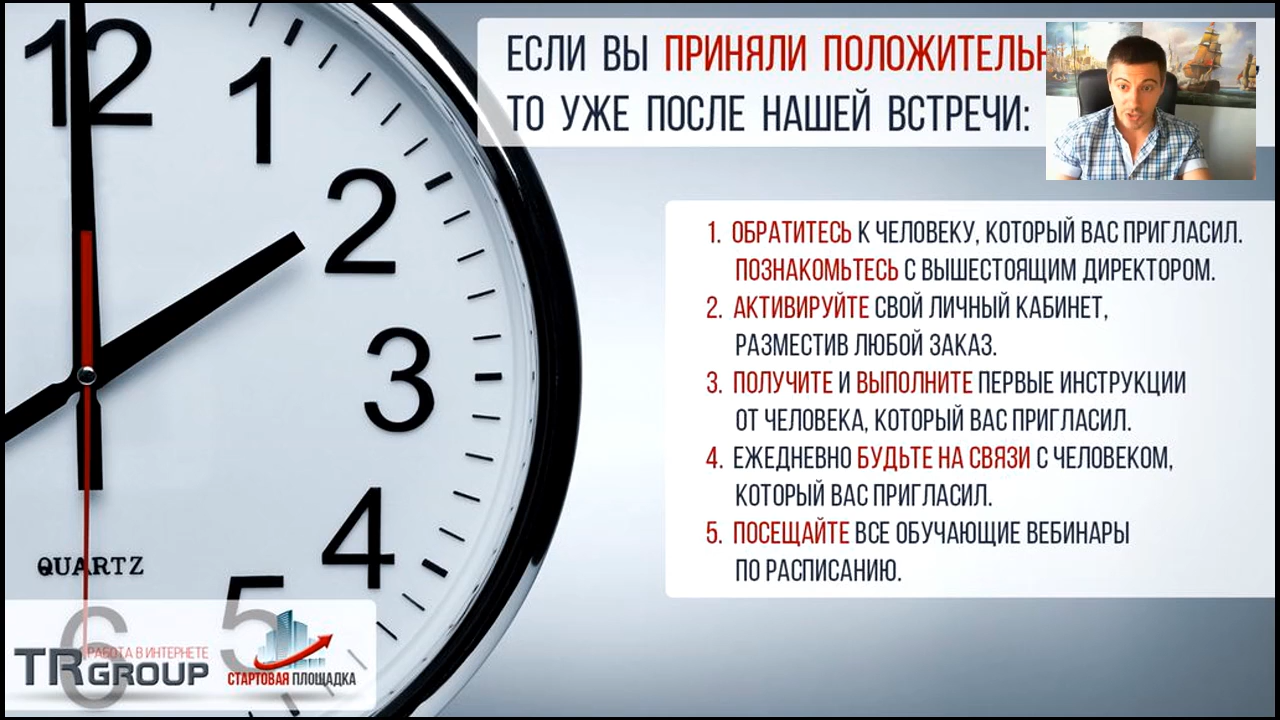 ЕСЛИ ВЫ ПРИНЯЛИ
ТО УЖЕ ПОСЛЕ НАШЕЙ ВСТРЕЧИ:
1. ОБРАТИТЕСЬ К ЧЕЛОВЕКУ, КОТОРЫЙ ВАС ПРИГЛАСИЛ.
ПОЗНАКОМЬТЕСЬ С ВЫШЕСТОЯЩИМ ДИРЕКТОРОМ.
2. АКТИВИРУЙТЕ СВОЙ ЛИЧНЫЙ КАБИНЕТ,
РАЗМЕСТИВ ЛЮБОЙ ЗАКАЗ.
3. ПОЛУЧИТЕ И ВЫПОЛНИТЕ ПЕРВЫЕ ИНСТРУКЦИИ
ОТ ЧЕЛОВЕКА, КОТОРЫЙ ВАС ПРИГЛАСИЛ.
4. ЕЖЕДНЕВНО БУДЬТЕ НА СВЯЗИ С ЧЕЛОВЕКОМ,
КОТОРЫЙ ВАС ПРИГЛАСИЛ.
5. ПОСЕЩАЙТЕ ВСЕ ОБУЧАЮЩИЕ ВЕБИНАРЫ
ПО РАСПИСАНИЮ.
12
1
2
3
4
5
6
QUARTZ
РАБОТА В ИНТЕРНЕТЕ
TRGROUP
СТАРТОВАЯ ПЛОЩАДКА